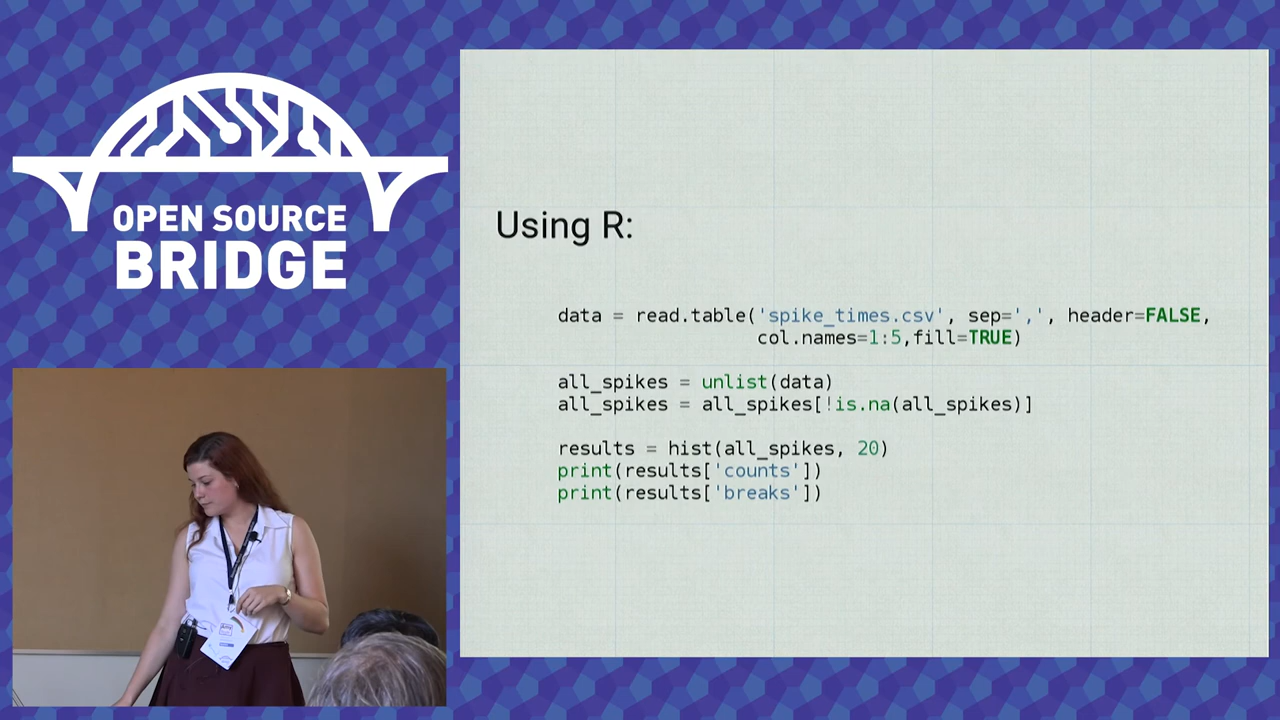 OPEN SOURCE
BRIDGE
Using R:
data = read.table('spike_times.csv', sep=',', header=FALSE,
col.names=1:5,fill=TRUE)
all_spikes = unlist(data)
all_spikes = all_spikes[!is.na(all_spikes)]
results = hist(all_spikes, 20)
print(results['counts'])
print(results['breaks'])